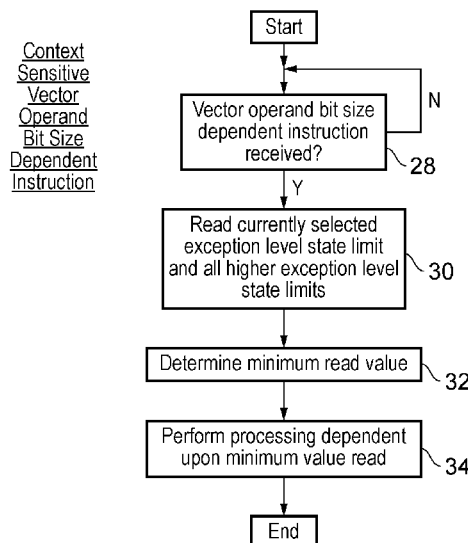 Context
Sensitive
Vector
Operand
Bit Size
Dependent
Instruction
Start
Vector operand bit size
dependent instruction
received?
N
28
Y
Read currently selected
exception level state limit
and all higher exception level
state limits
30
Determine minimum read value
32
Perform processing dependent
upon minimum value read
34
End